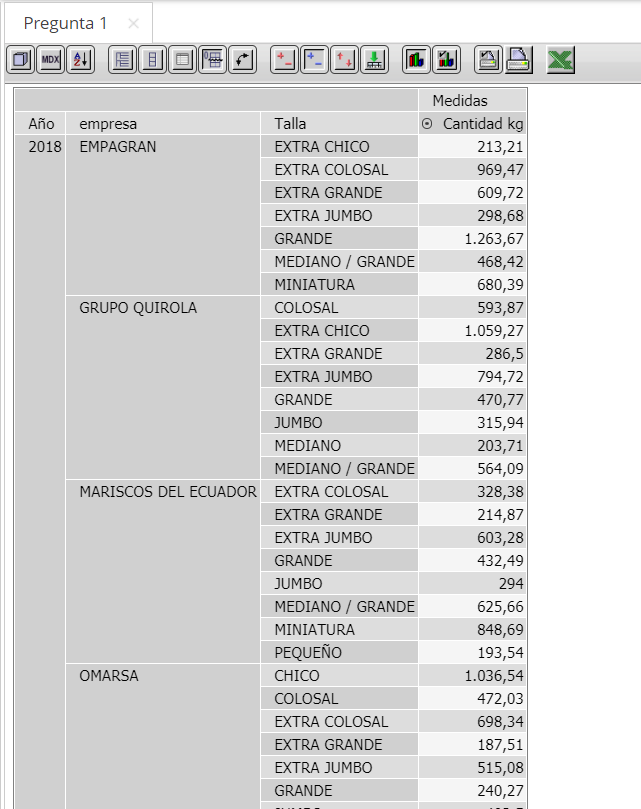 Pregunta 1 ×
MDX A Z
Medidas
Año empresa Talla Cantidad kg
2018 EMPAGRAN EXTRA CHICO 213,21
EXTRA COLOSAL 969,47
EXTRA GRANDE 609,72
EXTRA JUMBO 298,68
GRANDE 1.263,67
MEDIANO / GRANDE 468,42
MINIATURA 680,39
GRUPO QUIROLA COLOSAL 593,87
EXTRA CHICO 1.059,27
EXTRA GRANDE 286,5
EXTRA JUMBO 794,72
GRANDE 470,77
JUMBO 315,94
MEDIANO 203,71
MEDIANO / GRANDE 564,09
MARISCOS DEL ECUADOR EXTRA COLOSAL 328,38
EXTRA GRANDE 214,87
EXTRA JUMBO 603,28
GRANDE 432,49
JUMBO 294
MEDIANO / GRANDE 625,66
MINIATURA 848,69
PEQUEÑO 193,54
OMARSA CHICO 1.036,54
COLOSAL 472,03
EXTRA COLOSAL 698,34
EXTRA GRANDE 187,51
EXTRA JUMBO 515,08
GRANDE 240,27